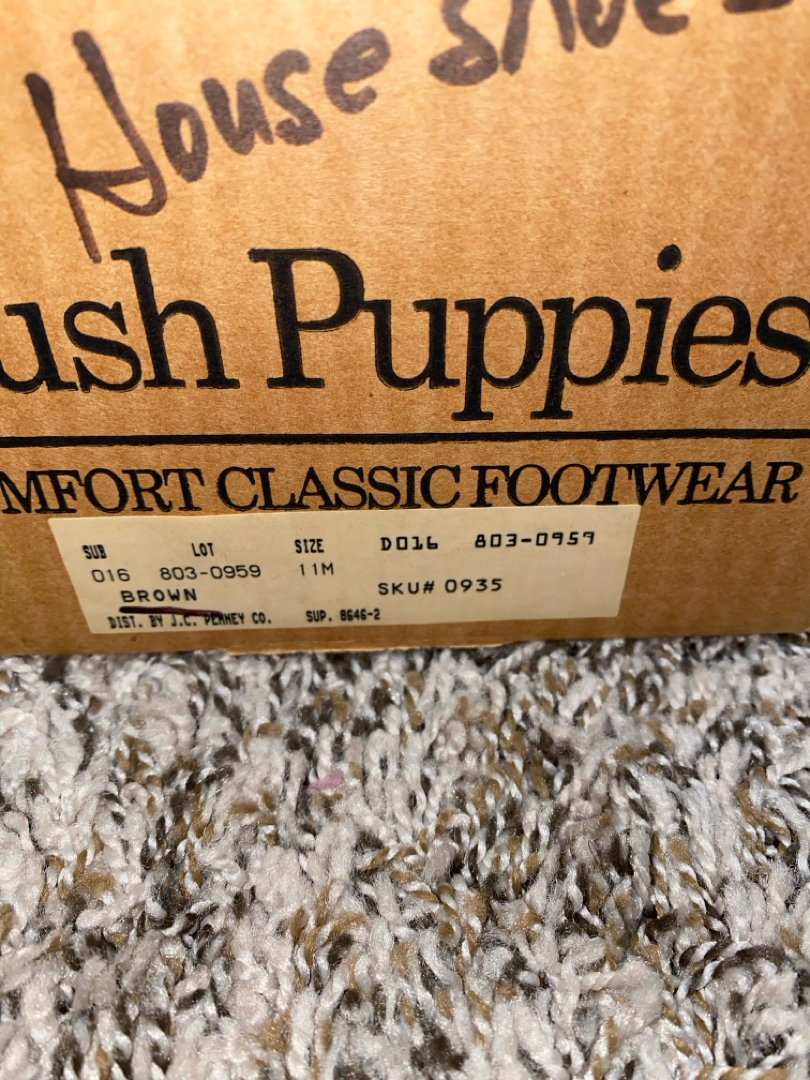 House Shoe
ush Puppies
MFORT CLASSIC FOOTWEAR
SUB LOT SIZE D016 803-0959
016 803-0959 11M
BROWN SKU# 0935
DIST. BY J.C. PENNEY CO. SUP. 8646-2